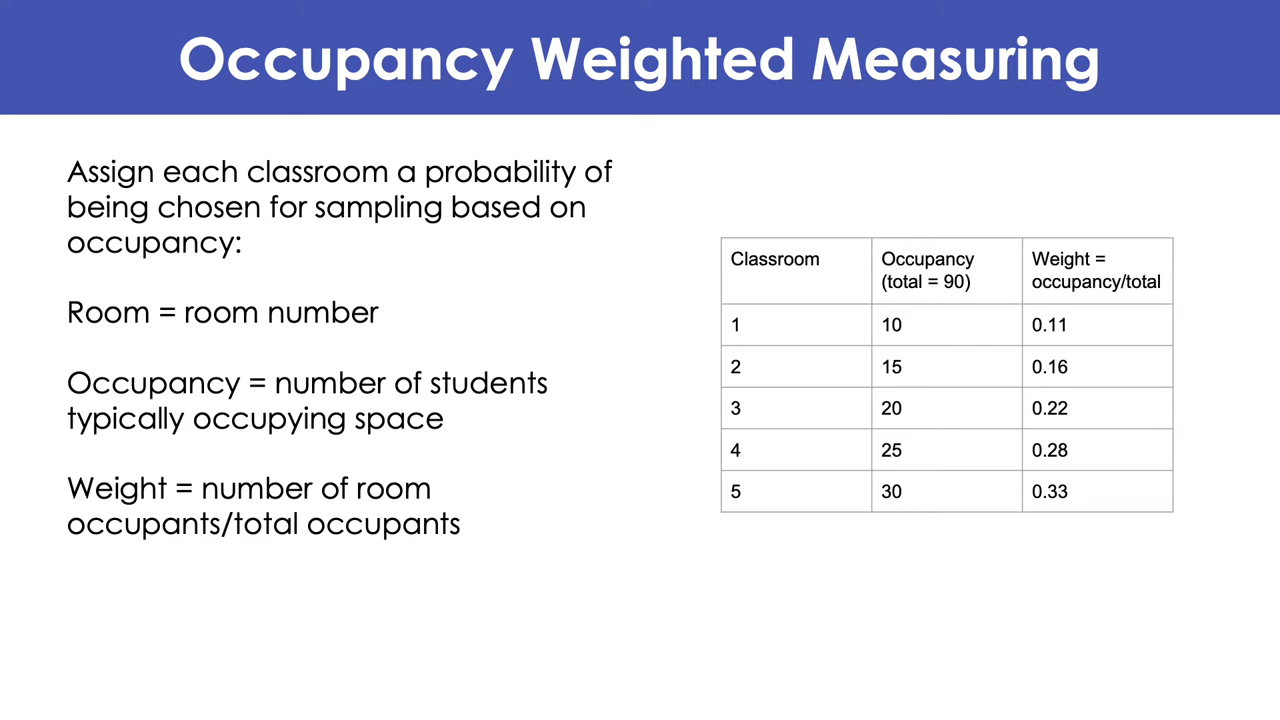 Occupancy Weighted Measuring
Assign each classroom a probability of
being chosen for sampling based on
occupancy:
Room = room number
Occupancy = number of students
typically occupying space
Weight = number of room
occupants/total occupants
Classroom Occupancy Weight =
(total = 90) occupancy/total
1 10 0.11
2 15 0.16
3 20 0.22
4 25 0.28
5 30 0.33